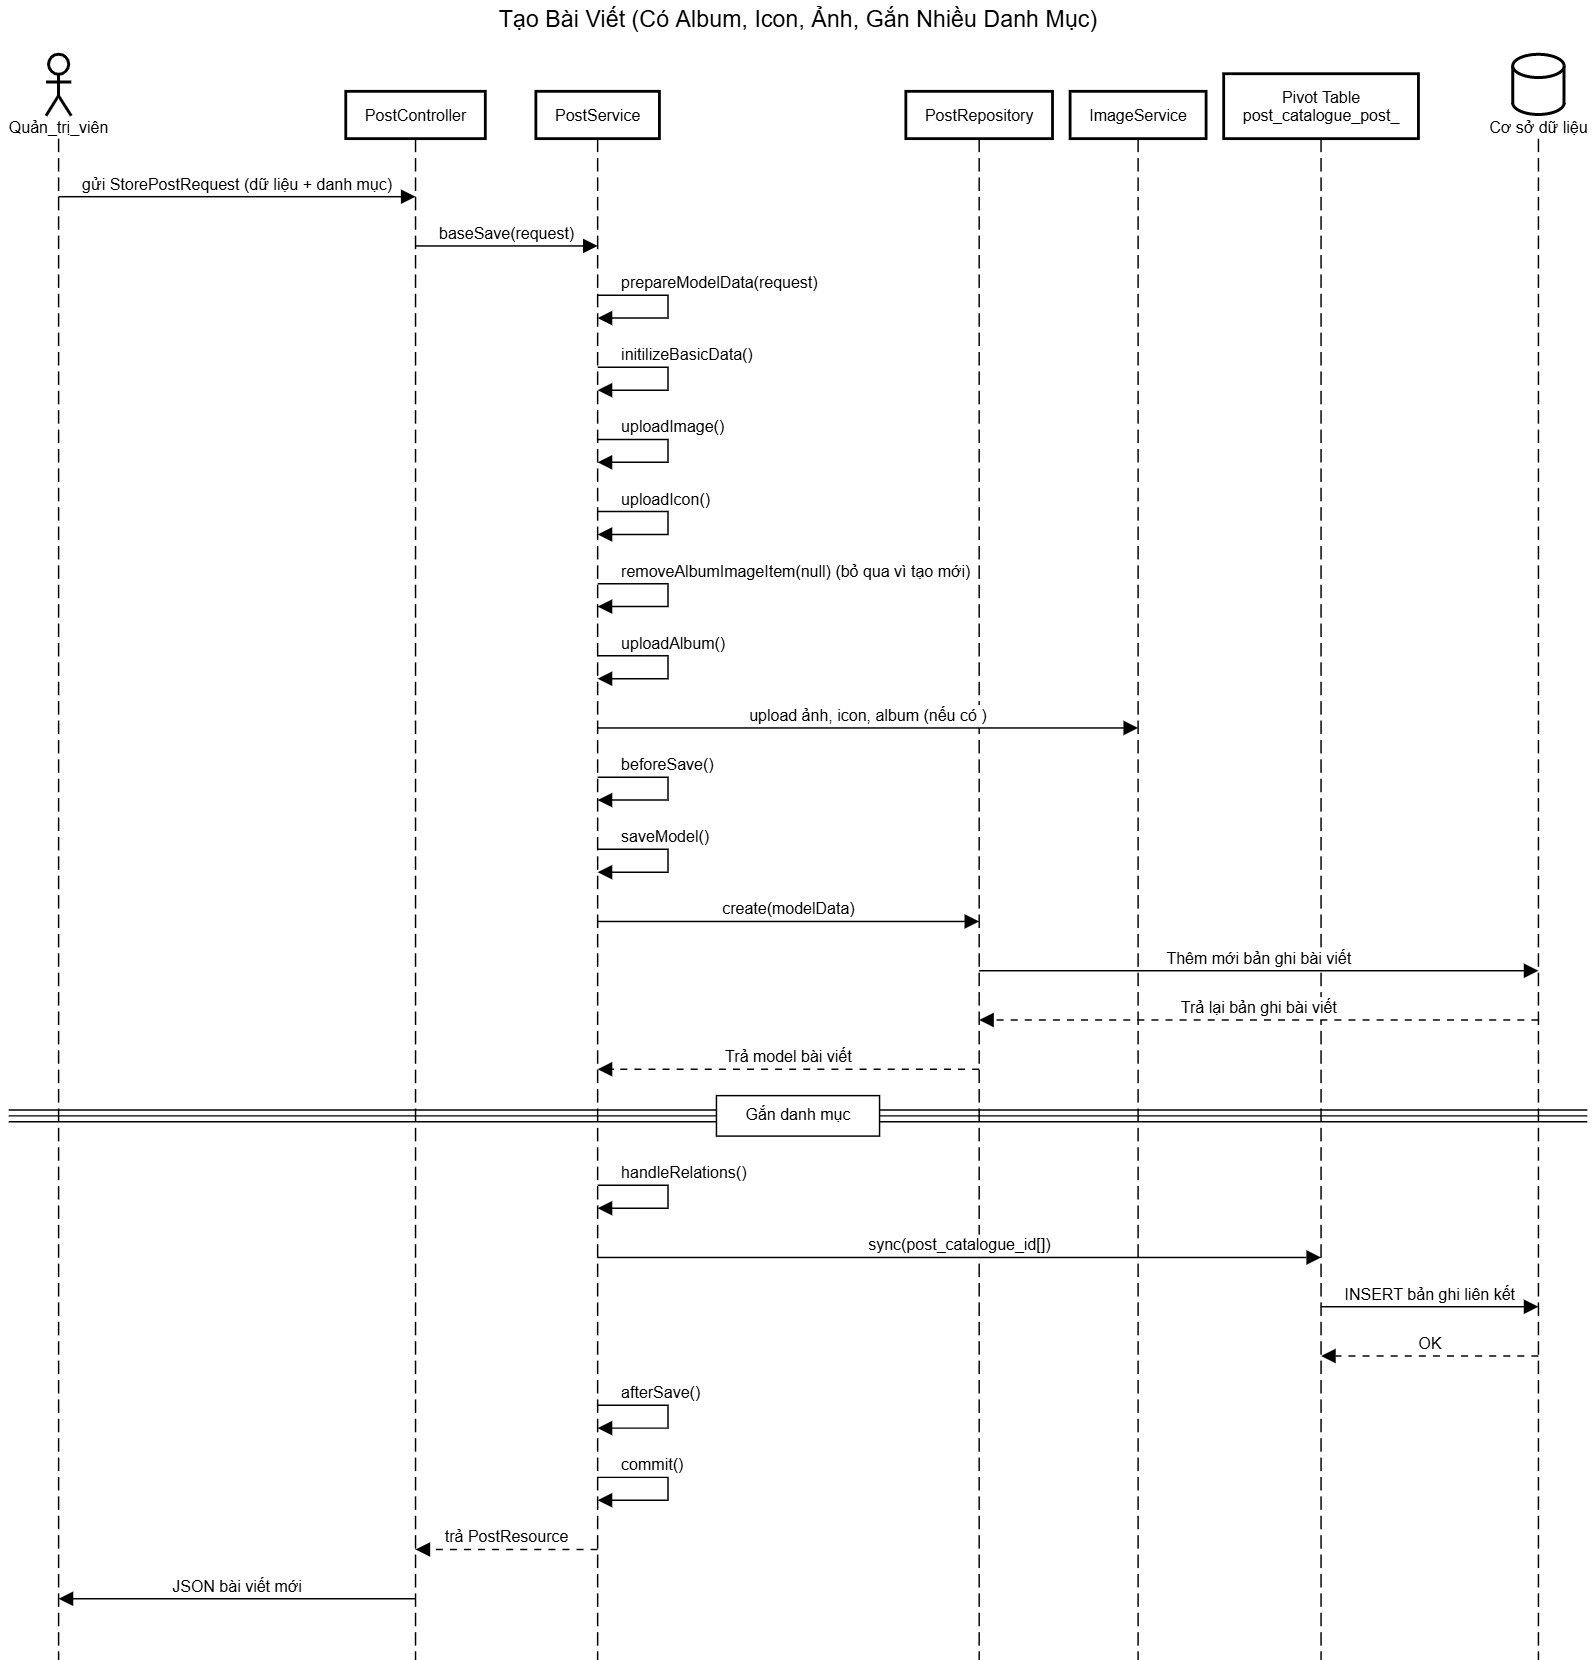 Tạo Bài Viết (Có Album, Icon, Ảnh, Gắn Nhiều Danh Mục)
Quản_trị_viên
PostController
PostService
PostRepository
ImageService
Pivot Table
post_catalogue_post_
Cơ sở dữ liệu
gửi StorePostRequest (dữ liệu + danh mục)
baseSave(request)
prepareModelData(request)
initilizeBasicData()
uploadImage()
uploadIcon()
removeAlbumImageItem(null) (bỏ qua vì tạo mới)
uploadAlbum()
upload ảnh, icon, album (nếu có )
beforeSave()
saveModel()
create(modelData)
Thêm mới bản ghi bài viết
Trả lại bản ghi bài viết
Trả model bài viết
Gắn danh mục
handleRelations()
sync(post_catalogue_id[])
INSERT bản ghi liên kết
OK
afterSave()
commit()
trả PostResource
JSON bài viết mới